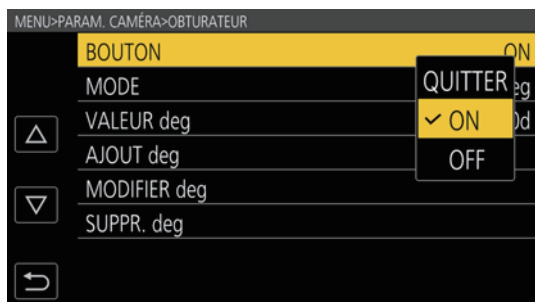 MENU>PARAM. CAMÉRA>OBTURATEUR
BOUTON ON
MODE
VALEUR deg
AJOUT deg
MODIFIER deg
SUPPR. deg
QUITTER
✓ ON
OFF